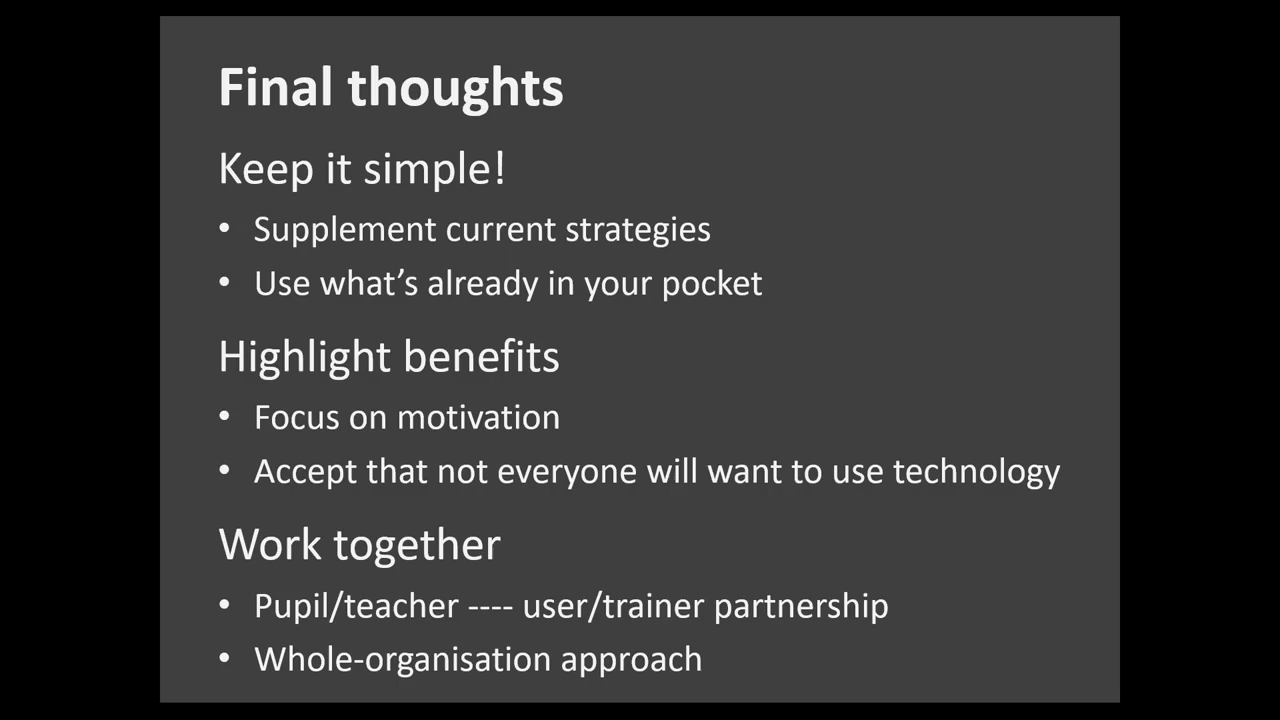 Final thoughts
Keep it simple!
• Supplement current strategies
• Use what’s already in your pocket
Highlight benefits
• Focus on motivation
• Accept that not everyone will want to use technology
Work together
• Pupil/teacher ---- user/trainer partnership
• Whole-organisation approach